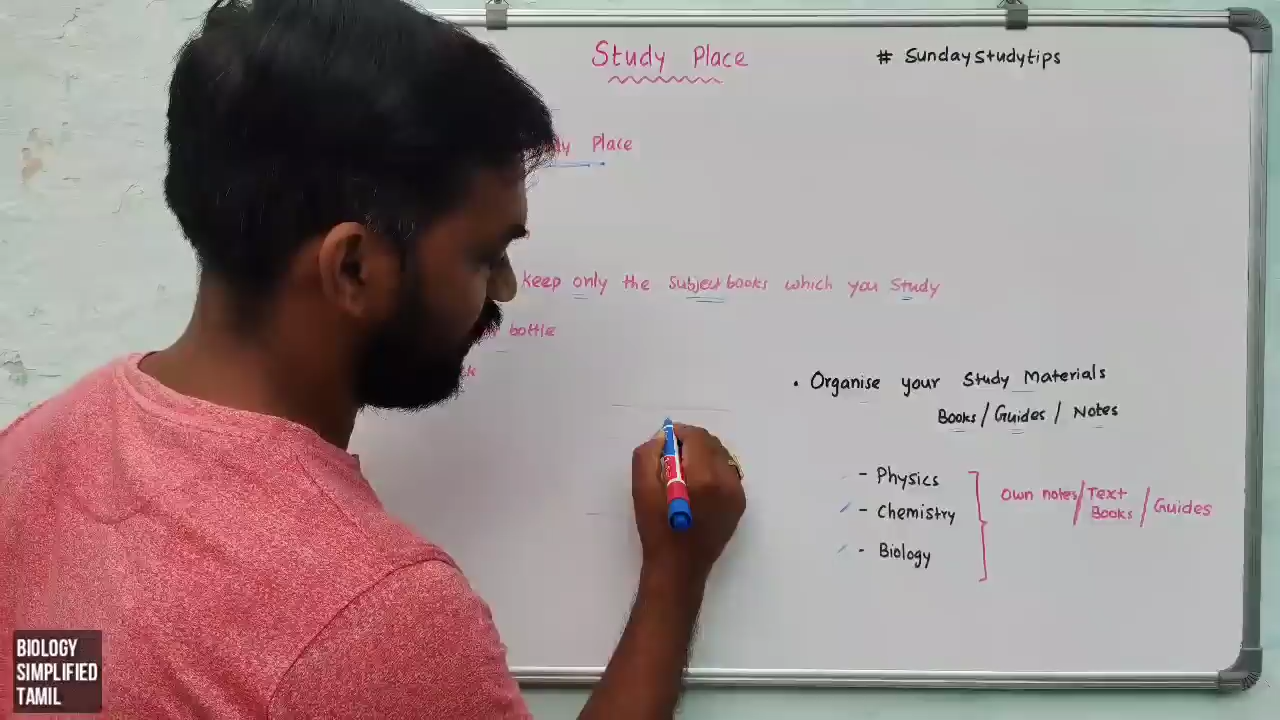 Study Place
# Sundaystudytips
Place
keep only the subject books which you study
bottle
• Organise your Study Materials
Books / Guides / Notes
- Physics
- Chemistry
- Biology
Own notes / Text Books / Guides
BIOLOGY
SIMPLIFIED
TAMIL